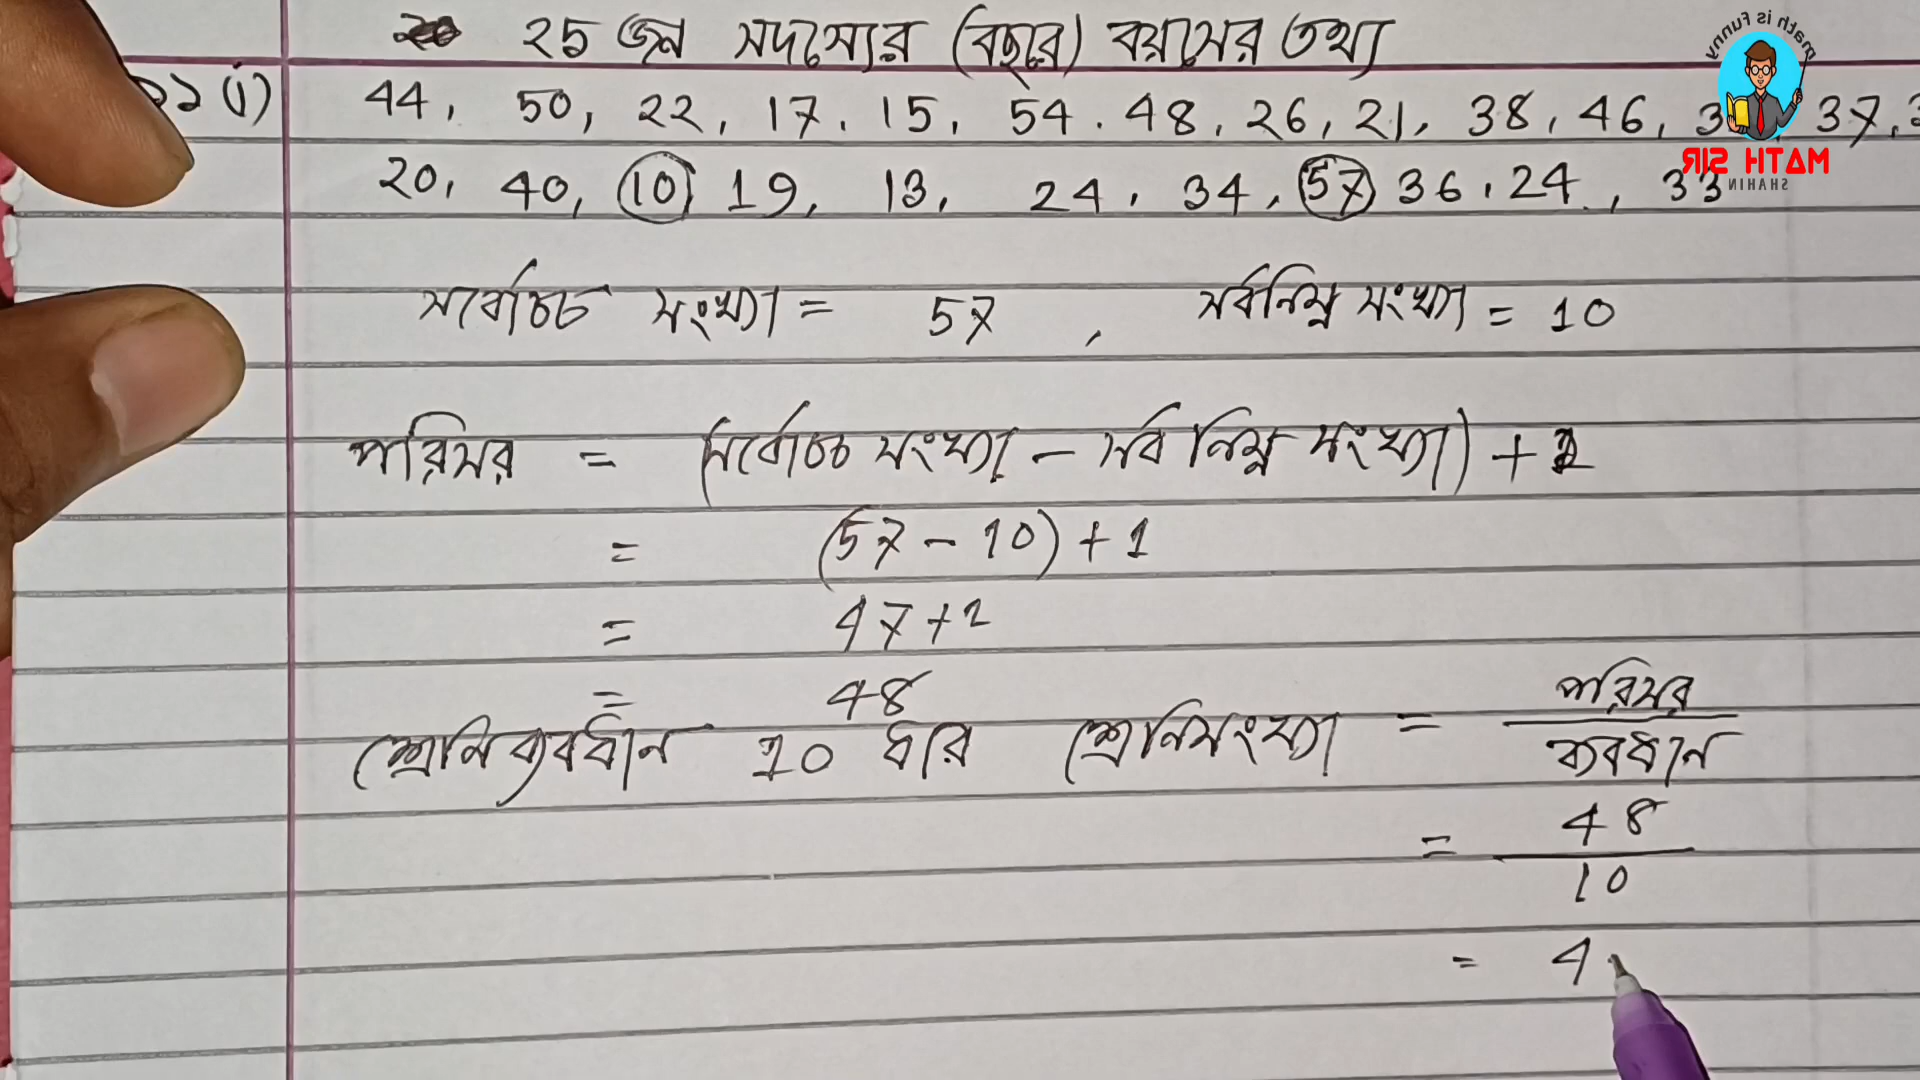 25 জন সদস্যের (বছরে) বয়সের তথ্য
১১ (i) 44, 50, 22, 17, 15, 54, 48, 26, 21, 38, 46, 37,
20, 40, 10, 19, 13, 24, 34, 57, 36, 24, 33
সর্বোচ্চ সংখ্যা = 57, সর্বনিম্ন সংখ্যা = 10
পরিসর = (সর্বোচ্চ সংখ্যা - সর্বনিম্ন সংখ্যা) + 1
= (57 - 10) + 1
= 47 + 1
= 48
শ্রেণি ব্যবধান 10 ধরে শ্রেণিসংখ্যা = পরিসর / ব্যবধান
= 48 / 10
= 4.
math is funny
MATH SIR
SHAHIN